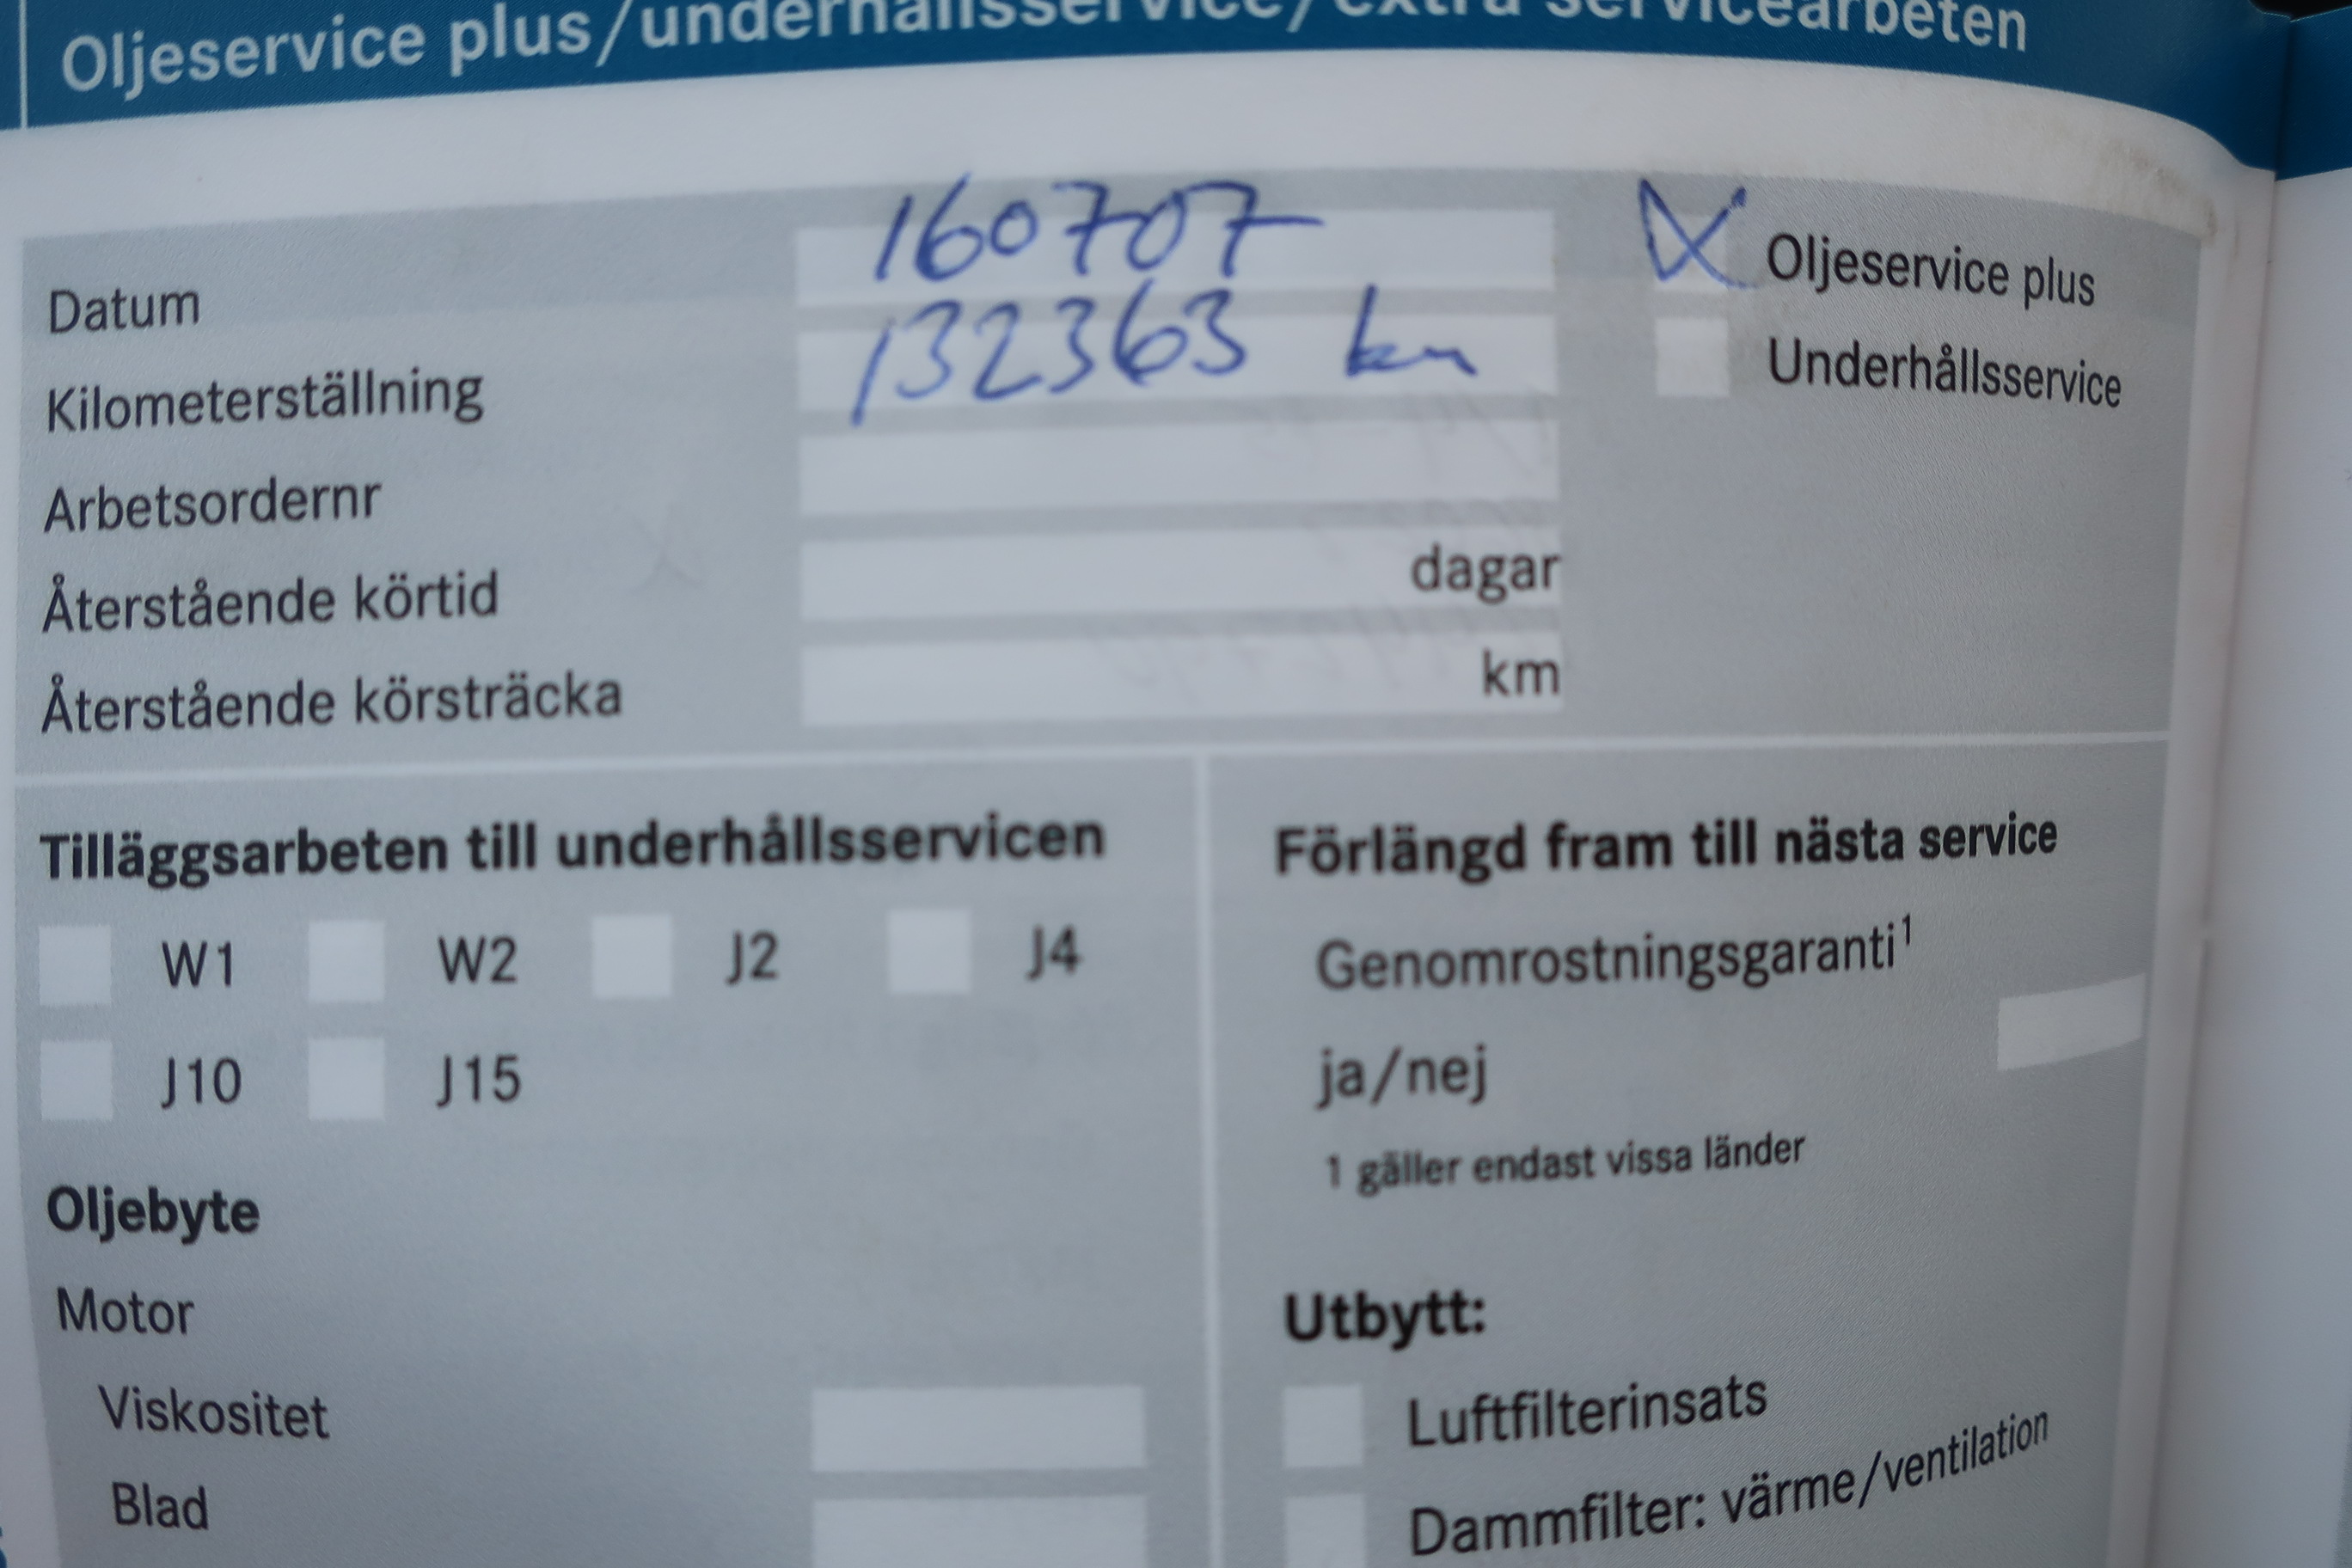 Oljeservice plus/underhållsservice/extra servicearbeten
Datum 160707
Kilometerställning 132363 km
Arbetsordernr
Återstående körtid dagar
Återstående körsträcka km
Oljeservice plus
Underhållsservice
Tilläggsarbeten till underhållsservicen
W1 W2 J2 J4
J10 J15
Oljebyte
Motor
Viskositet
Blad
Förlängd fram till nästa service
Genomrostningsgaranti¹
ja/nej
1 gäller endast vissa länder
Utbytt:
Luftfilterinsats
Dammfilter: värme/ventilation